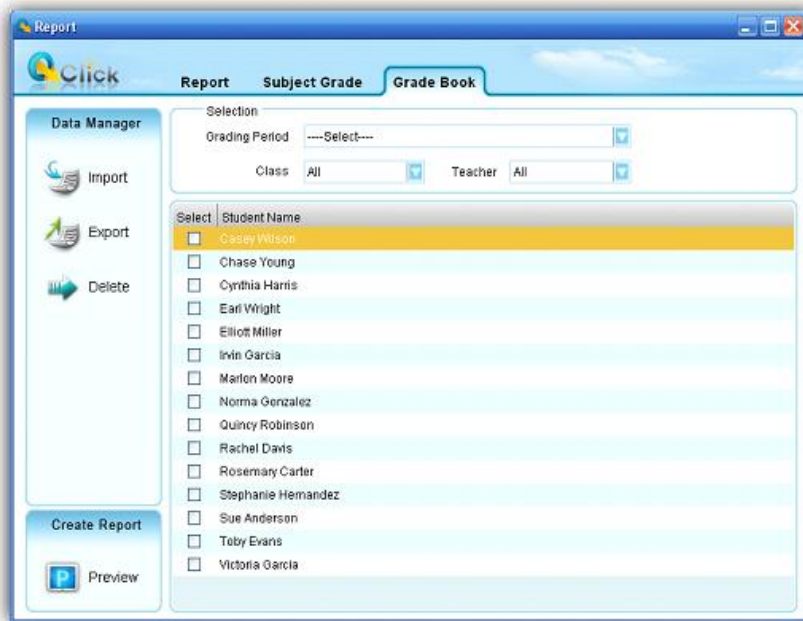 Report
QClick
Report Subject Grade Grade Book
Data Manager
Import
Export
Delete
Create Report
P Preview
Selection
Grading Period ----Select----
Class All Teacher All
Select Student Name
Casey Wilson
Chase Young
Cynthia Harris
Earl Wright
Elliott Miller
Irvin Garcia
Marlon Moore
Norma Gonzalez
Quincy Robinson
Rachel Davis
Rosemary Carter
Stephanie Hernandez
Sue Anderson
Toby Evans
Victoria Garcia